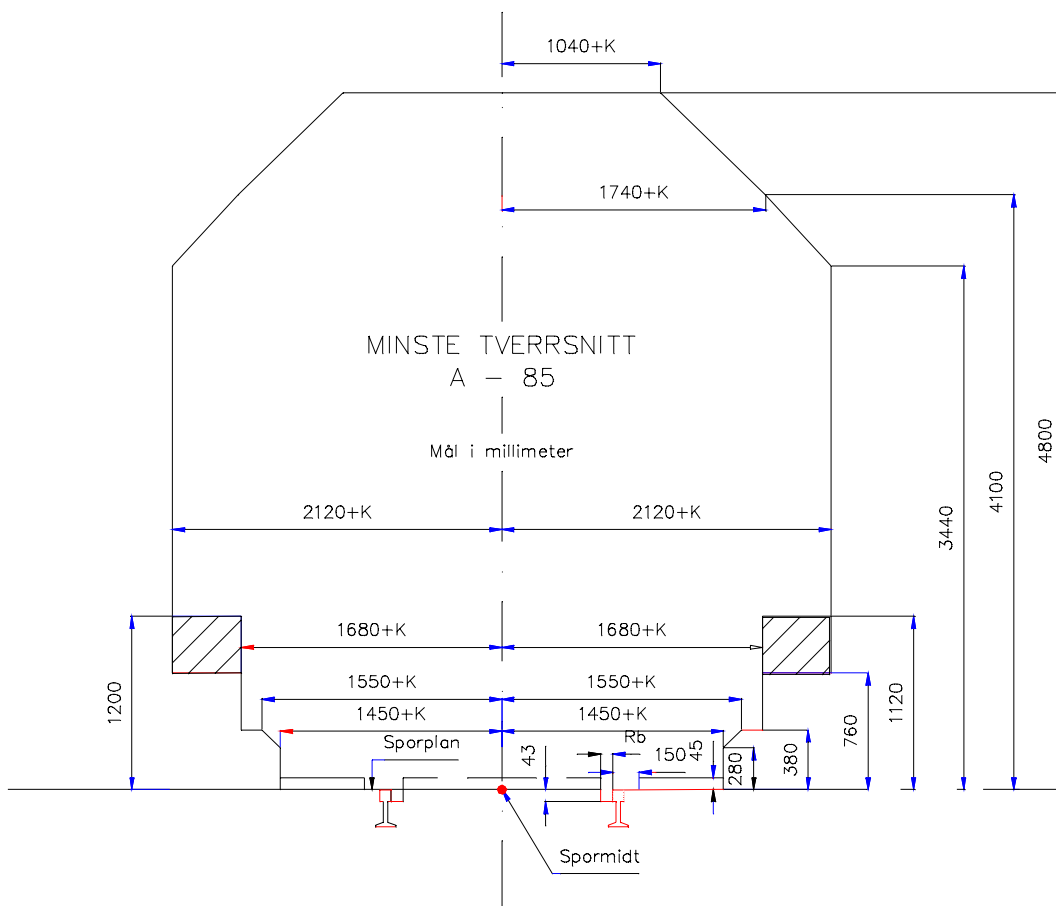 1040+K
1740+K
MINSTE TVERRSNITT
A - 85
Mål i millimeter
2120+K 2120+K
1680+K 1680+K
1550+K 1550+K
1450+K 1450+K
Sporplan Rb
43 150 45
280 380 760 1120
1200
3440 4100 4800
Spormidt